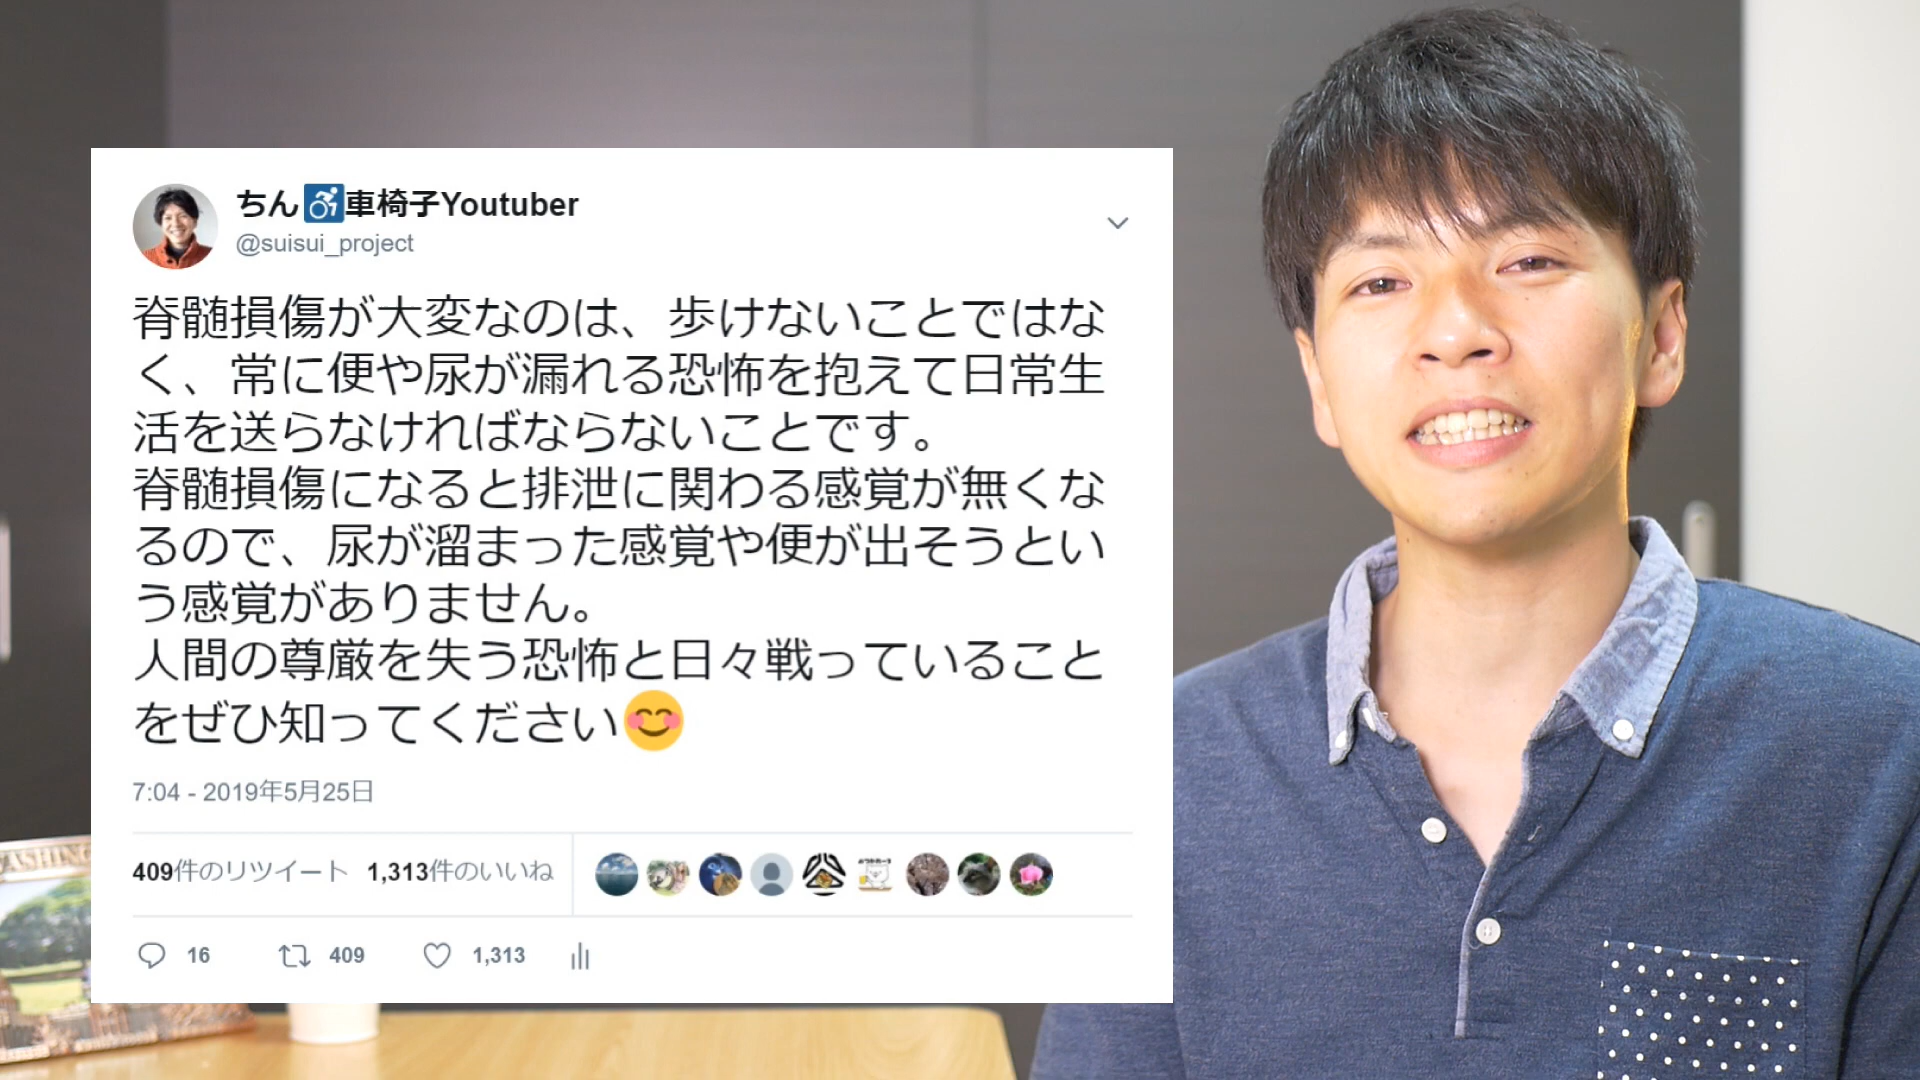 ちん♿車椅子Youtuber
@suisui_project
脊髄損傷が大変なのは、歩けないことではな
く、常に便や尿が漏れる恐怖を抱えて日常生
活を送らなければならないことです。
脊髄損傷になると排泄に関わる感覚が無くな
るので、尿が溜まった感覚や便が出そうとい
う感覚がありません。
人間の尊厳を失う恐怖と日々戦っていること
をぜひ知ってください😊
7:04 - 2019年5月25日
409件のリツイート 1,313件のいいね
16 409 1,313